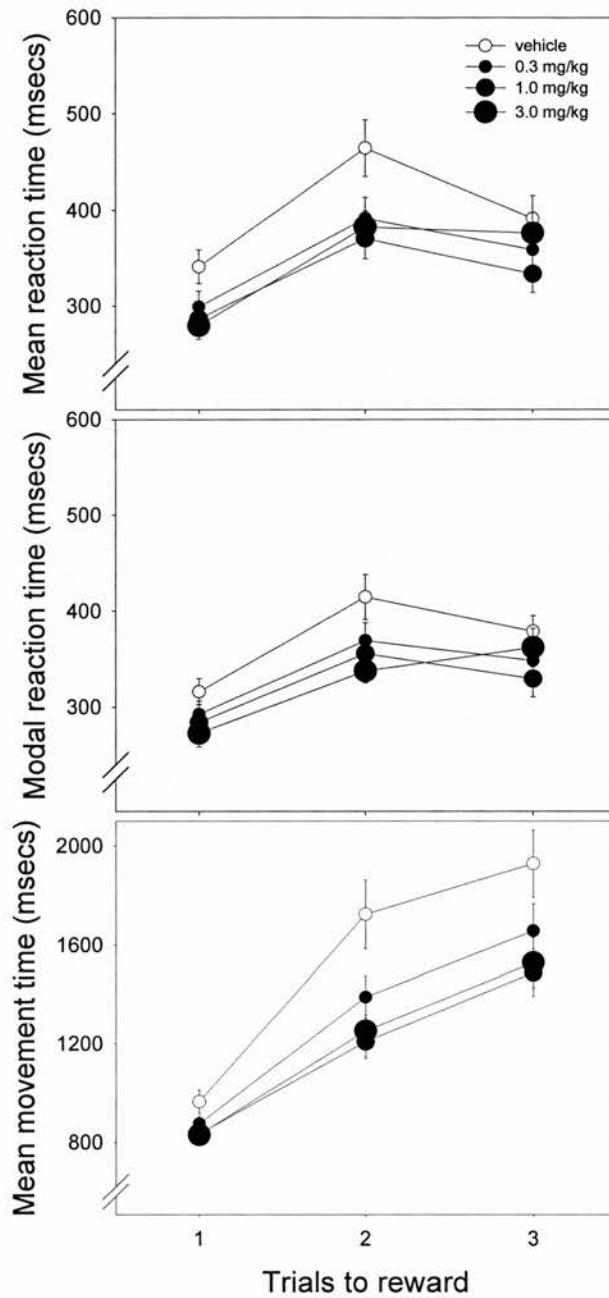 600
500
400
300
Mean reaction time (msecs)
vehicle
0.3 mg/kg
1.0 mg/kg
3.0 mg/kg
600
500
400
300
Modal reaction time (msecs)
2000
1600
1200
800
Mean movement time (msecs)
1 2 3
Trials to reward